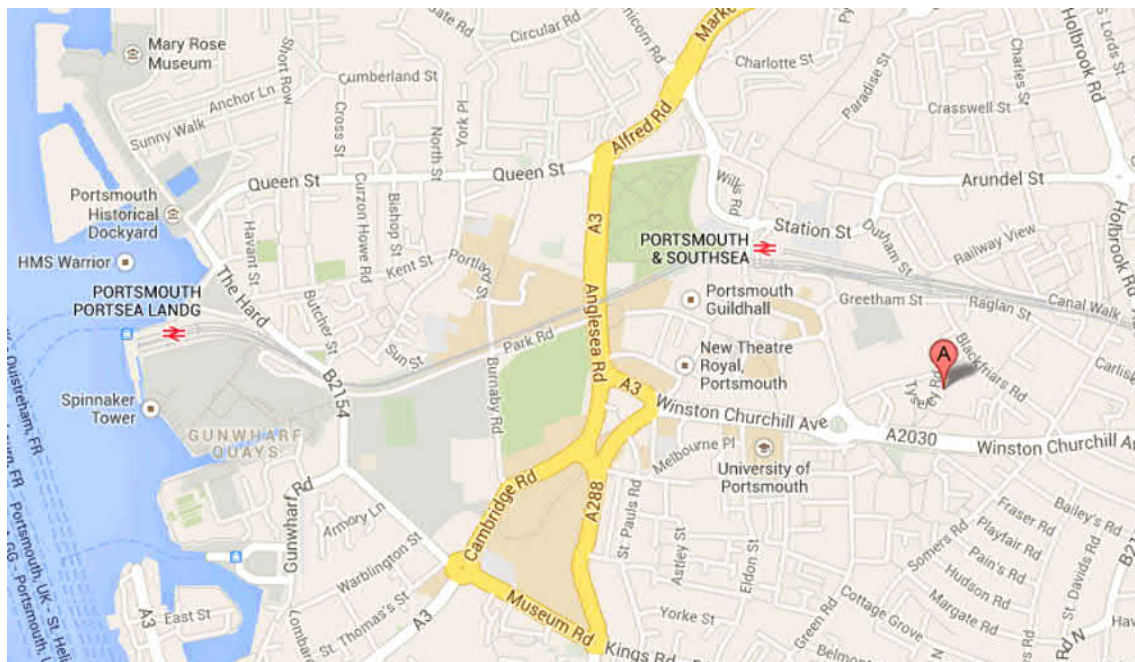 Mary Rose
Museum
Short Row
Cumberland St
Anchor Ln
Sunny Walk
Cross St
North St
York Pl
Circular Rd
Alfred Rd
Charlotte St
Paradise St
Crasswell St
Charles St
Holbrook Rd
Queen St
Queen St
Arundel St
Wills Rd
Station St
Durham St
Railway View
Holbrook Rd
Portsmouth
Historical
Dockyard
Havant St
Curzon Howe Rd
Bishop St
Kent St
Portland St
A3
PORTSMOUTH
& SOUTHSEA
HMS Warrior
PORTSMOUTH
PORTSEA LANDG
The Hard
Butcher St
Sun St
Park Rd
Anglesea Rd
Portsmouth
Guildhall
Greetham St
Raglan St
Canal Walk
New Theatre
Royal,
Portsmouth
A
Tyseley Rd
Blackfriars Rd
Spinnaker
Tower
B2154
Burnaby Rd
A3
Winston Churchill Ave
A2030
Winston Churchill Av
GUNWHARF
QUAYS
Melbourne Pl
University of
Portsmouth
Gunwharf Rd
Armory Ln
Cambridge Rd
A288
St. Pauls Rd
Astley St
Eldon St
Somers Rd
Fraser Rd
Bailey's Rd
Playfair Rd
Pain's Rd
Hudson Rd
Margate Rd
St. Davids Rd
Warblington St
Museum Rd
Yorke St
Cottage Grove
Green Rd
Kings Rd
A3
East St
St. Thomas's St
A3